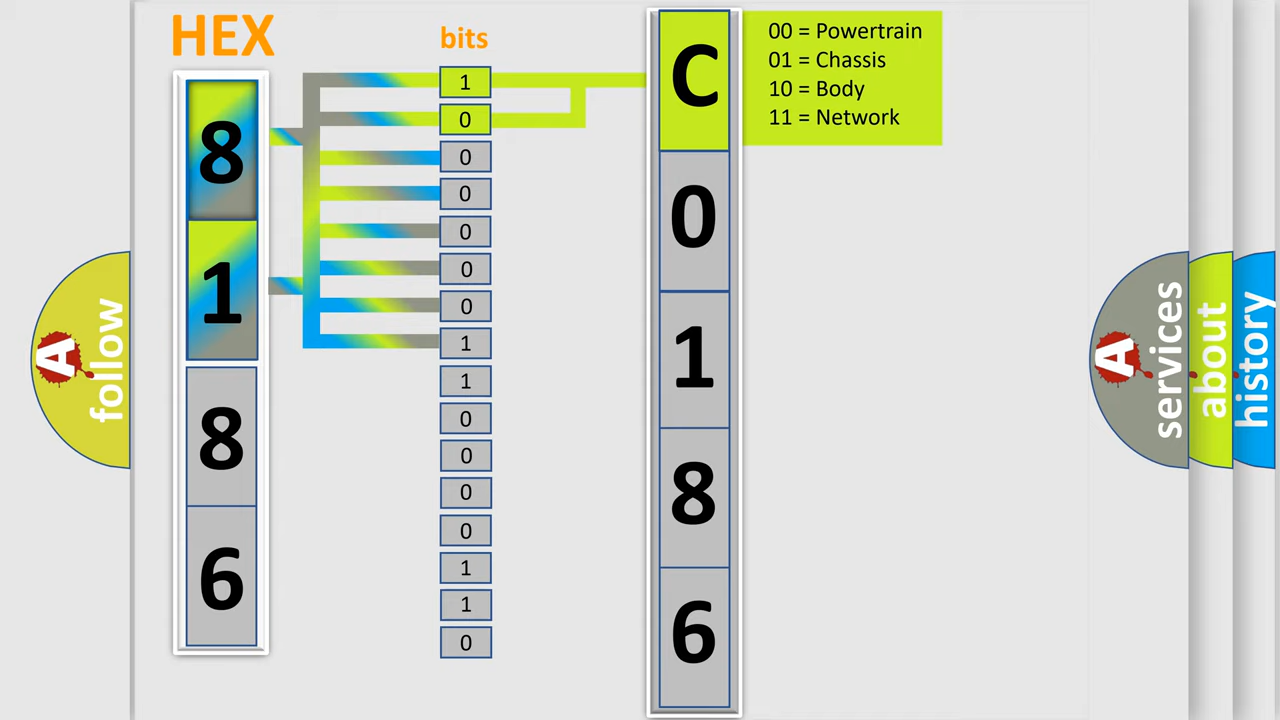 HEX
bits
8
1
8
6
1
0
0
0
0
0
0
1
1
0
0
0
0
1
1
0
C
0
1
8
6
00 = Powertrain
01 = Chassis
10 = Body
11 = Network
A
follow
A
services
about
history